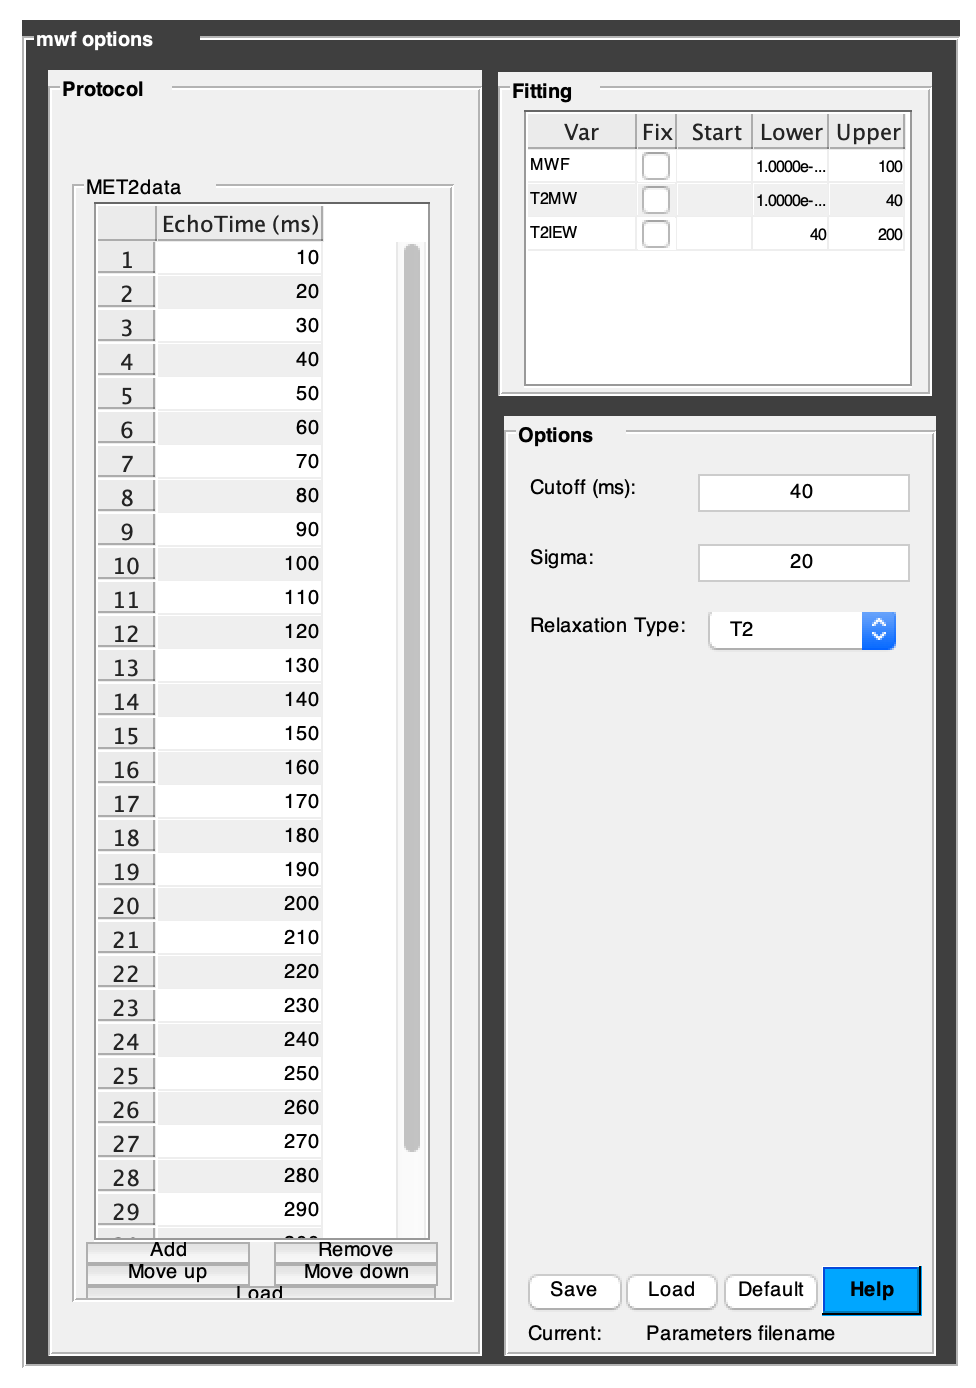 mwf options
Protocol
MET2data
EchoTime (ms)
1 10
2 20
3 30
4 40
5 50
6 60
7 70
8 80
9 90
10 100
11 110
12 120
13 130
14 140
15 150
16 160
17 170
18 180
19 190
20 200
21 210
22 220
23 230
24 240
25 250
26 260
27 270
28 280
29 290
Add Remove
Move up Move down
Load
Fitting
Var Fix Start Lower Upper
MWF 1.0000e-... 100
T2MW 1.0000e-... 40
T2IEW 40 200
Options
Cutoff (ms): 40
Sigma: 20
Relaxation Type: T2
Save Load Default Help
Current: Parameters filename